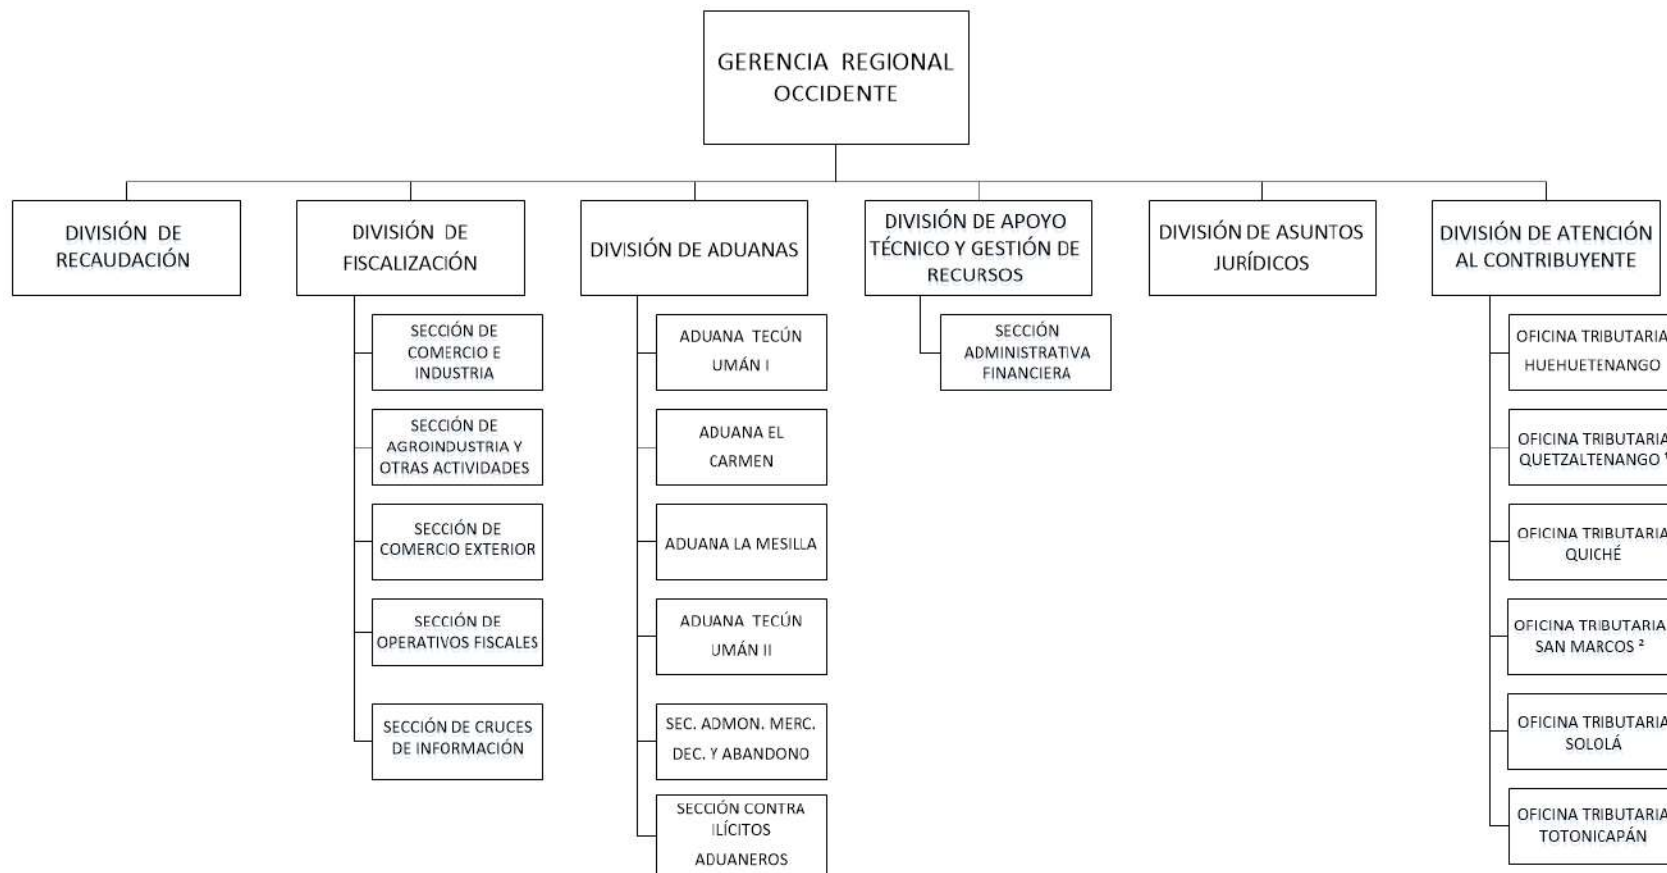 GERENCIA REGIONAL
OCCIDENTE
DIVISIÓN DE
RECAUDACIÓN
DIVISIÓN DE
FISCALIZACIÓN
DIVISIÓN DE ADUANAS
DIVISIÓN DE APOYO
TÉCNICO Y GESTIÓN DE
RECURSOS
DIVISIÓN DE ASUNTOS
JURÍDICOS
DIVISIÓN DE ATENCIÓN
AL CONTRIBUYENTE
SECCIÓN DE
COMERCIO E
INDUSTRIA
SECCIÓN DE
AGROINDUSTRIA Y
OTRAS ACTIVIDADES
SECCIÓN DE
COMERCIO EXTERIOR
SECCIÓN DE
OPERATIVOS FISCALES
SECCIÓN DE CRUCES
DE INFORMACIÓN
ADUANA TECÚN
UMÁN I
ADUANA EL
CARMEN
ADUANA LA MESILLA
ADUANA TECÚN
UMÁN II
SEC. ADMON. MERC.
DEC. Y ABANDONO
SECCIÓN CONTRA
ILÍCITOS
ADUANEROS
SECCIÓN
ADMINISTRATIVA
FINANCIERA
OFICINA TRIBUTARIA
HUEHUETENANGO
OFICINA TRIBUTARIA
QUETZALTENANGO ¹
OFICINA TRIBUTARIA
QUICHÉ
OFICINA TRIBUTARIA
SAN MARCOS ²
OFICINA TRIBUTARIA
SOLOLÁ
OFICINA TRIBUTARIA
TOTONICAPÁN